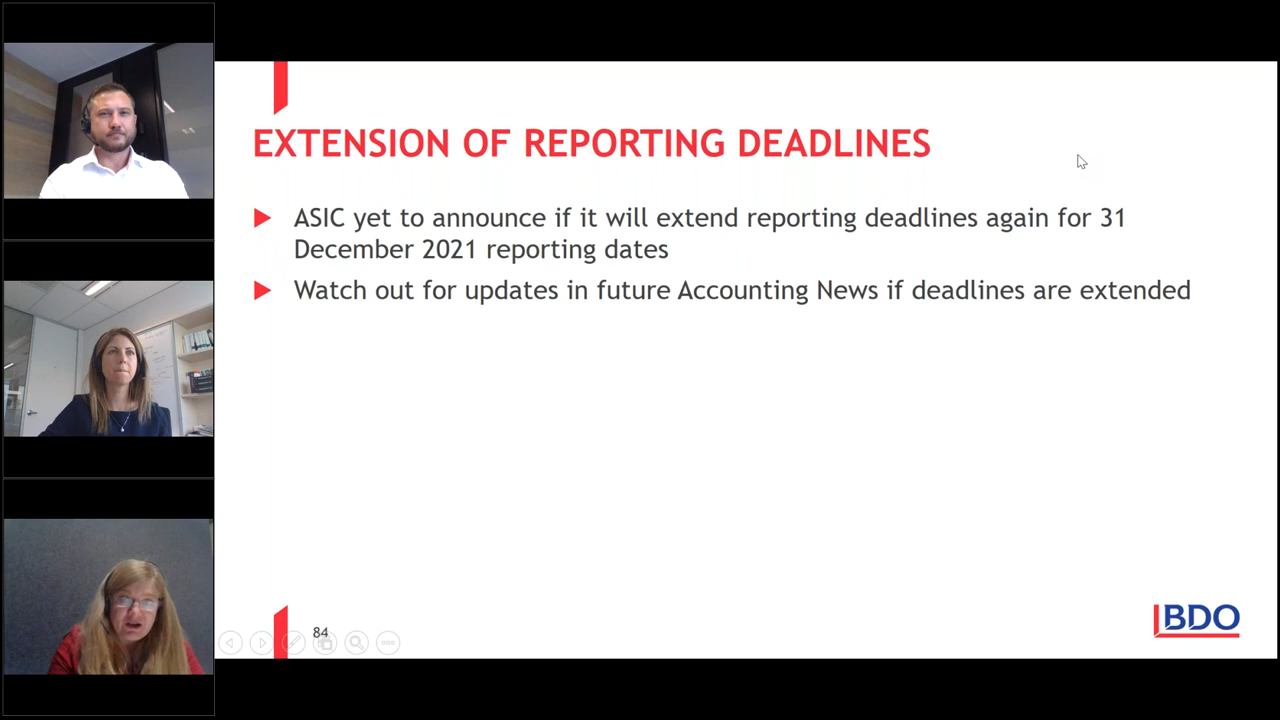 EXTENSION OF REPORTING DEADLINES
ASIC yet to announce if it will extend reporting deadlines again for 31
December 2021 reporting dates
Watch out for updates in future Accounting News if deadlines are extended
84
BDO